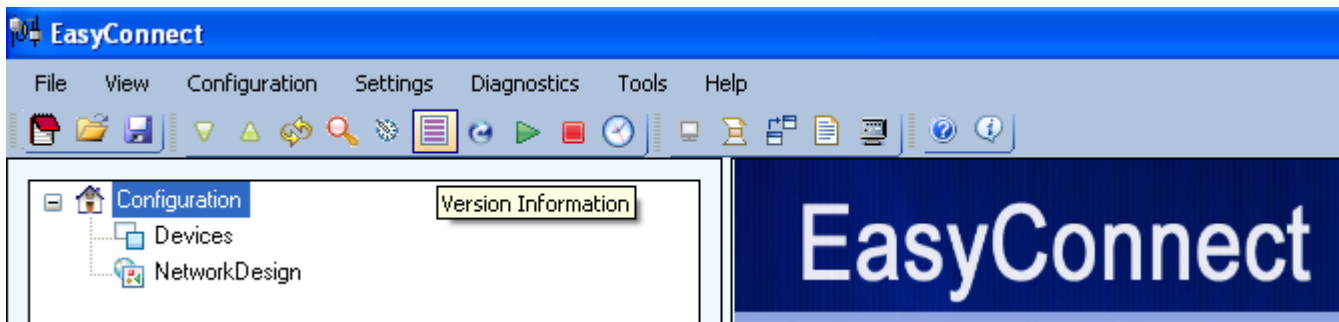 EasyConnect
File View Configuration Settings Diagnostics Tools Help
Configuration
Version Information
Devices
NetworkDesign
EasyConnect